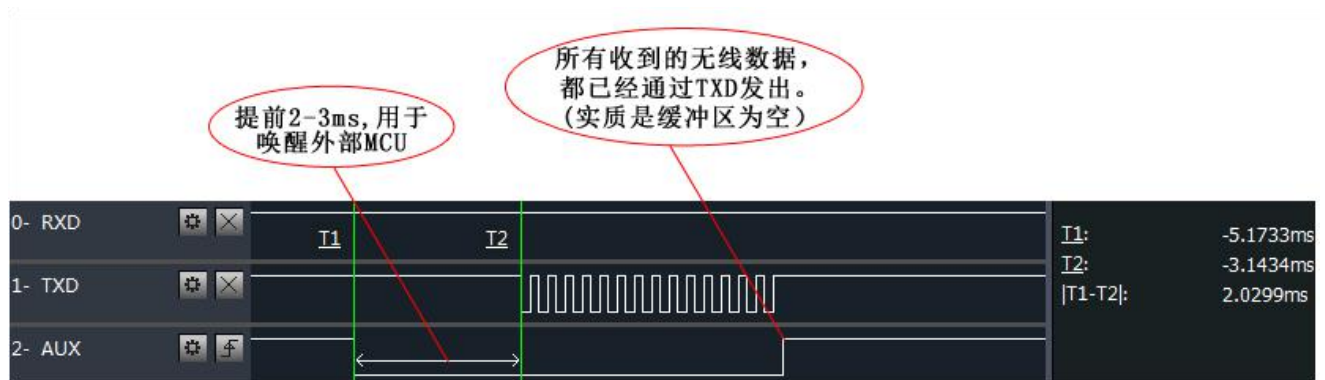 所有收到的无线数据，
都已经通过TXD发出。
(实质是缓冲区为空)
提前2-3ms,用于
唤醒外部MCU
0- RXD
T1
T2
T1: -5.1733ms
T2: -3.1434ms
|T1-T2|: 2.0299ms
1- TXD
2- AUX